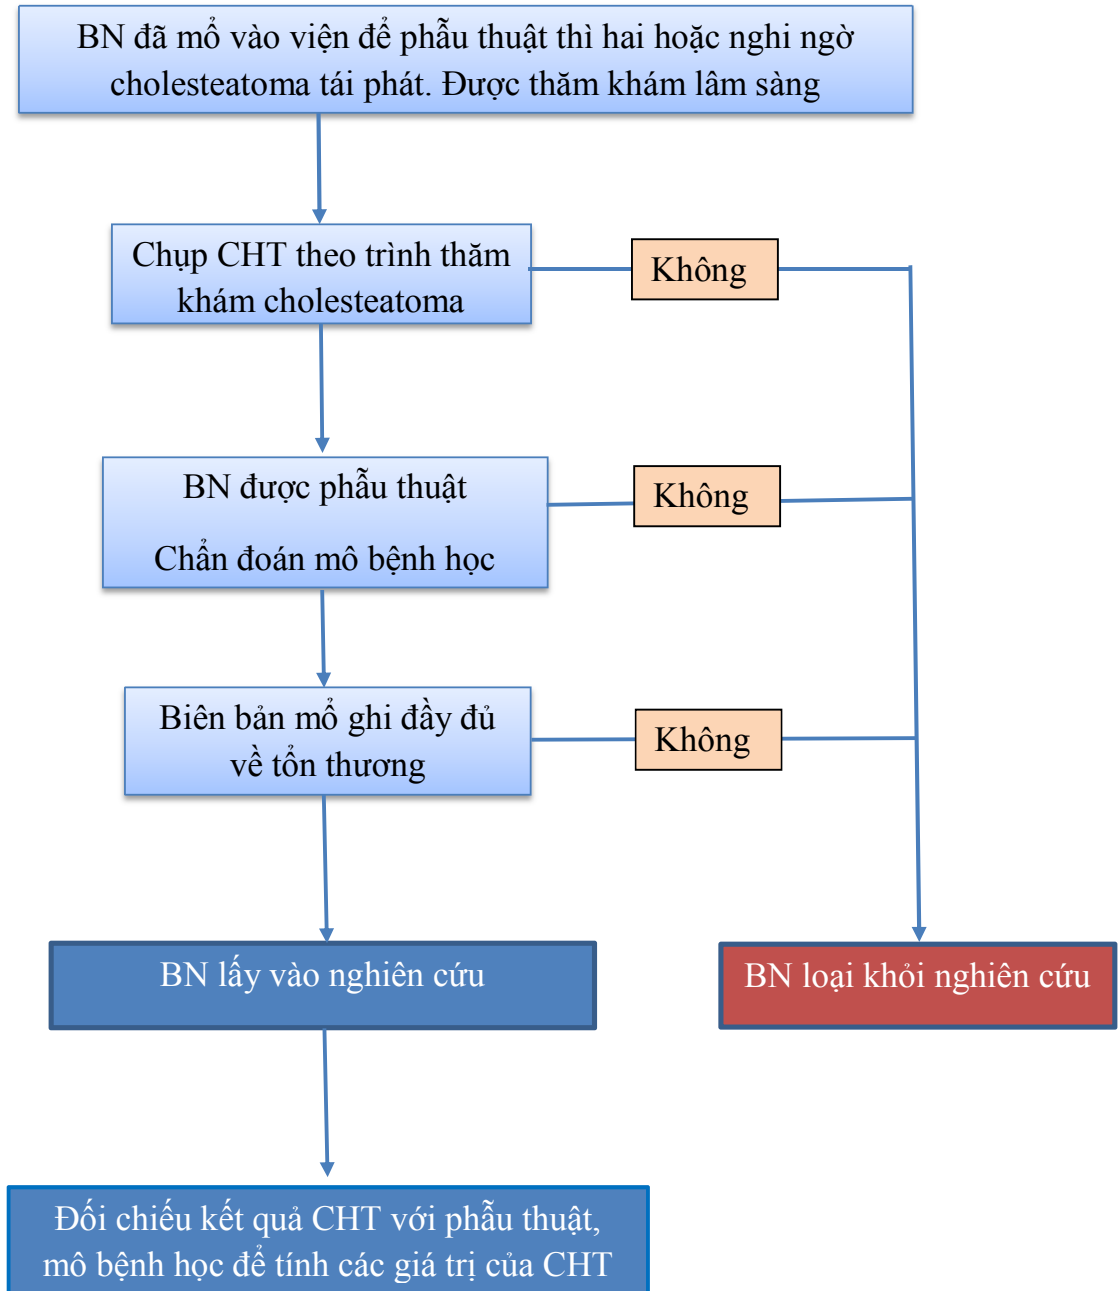 BN đã mổ vào viện để phẫu thuật thì hai hoặc nghi ngờ
cholesteatoma tái phát. Được thăm khám lâm sàng
Chụp CHT theo trình thăm
khám cholesteatoma
Không
BN được phẫu thuật
Chẩn đoán mô bệnh học
Không
Biên bản mổ ghi đầy đủ
về tổn thương
Không
BN lấy vào nghiên cứu
BN loại khỏi nghiên cứu
Đối chiếu kết quả CHT với phẫu thuật,
mô bệnh học để tính các giá trị của CHT